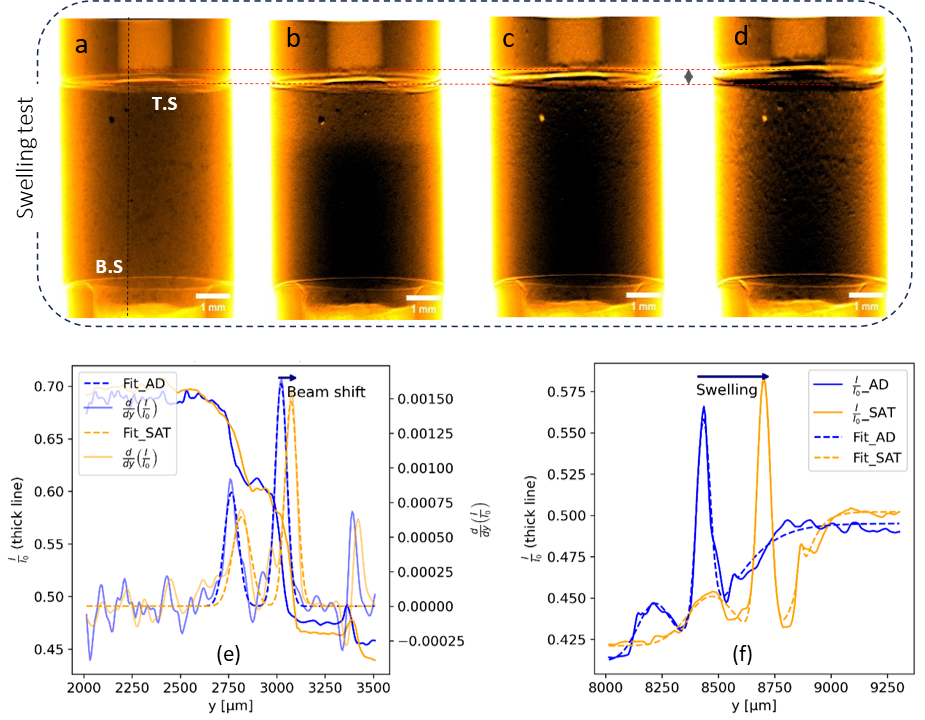 Swelling test
a
b
c
d
T.S
B.S
1 mm
1 mm
1 mm
1 mm
Fit_AD
d/dy(I/I₀)
Fit_SAT
d/dy(I/I₀)
Beam shift
0.70
0.65
0.60
0.55
0.50
0.45
I/I₀ (thick line)
0.00150
0.00125
0.00100
0.00075
0.00050
0.00025
0.00000
−0.00025
d/dy(I/I₀)
(e)
2000 2250 2500 2750 3000 3250 3500
y [μm]
Swelling
I/I₀_AD
I/I₀_SAT
Fit_AD
Fit_SAT
0.575
0.550
0.525
0.500
0.475
0.450
0.425
I/I₀ (thick line)
(f)
8000 8250 8500 8750 9000 9250
y [μm]